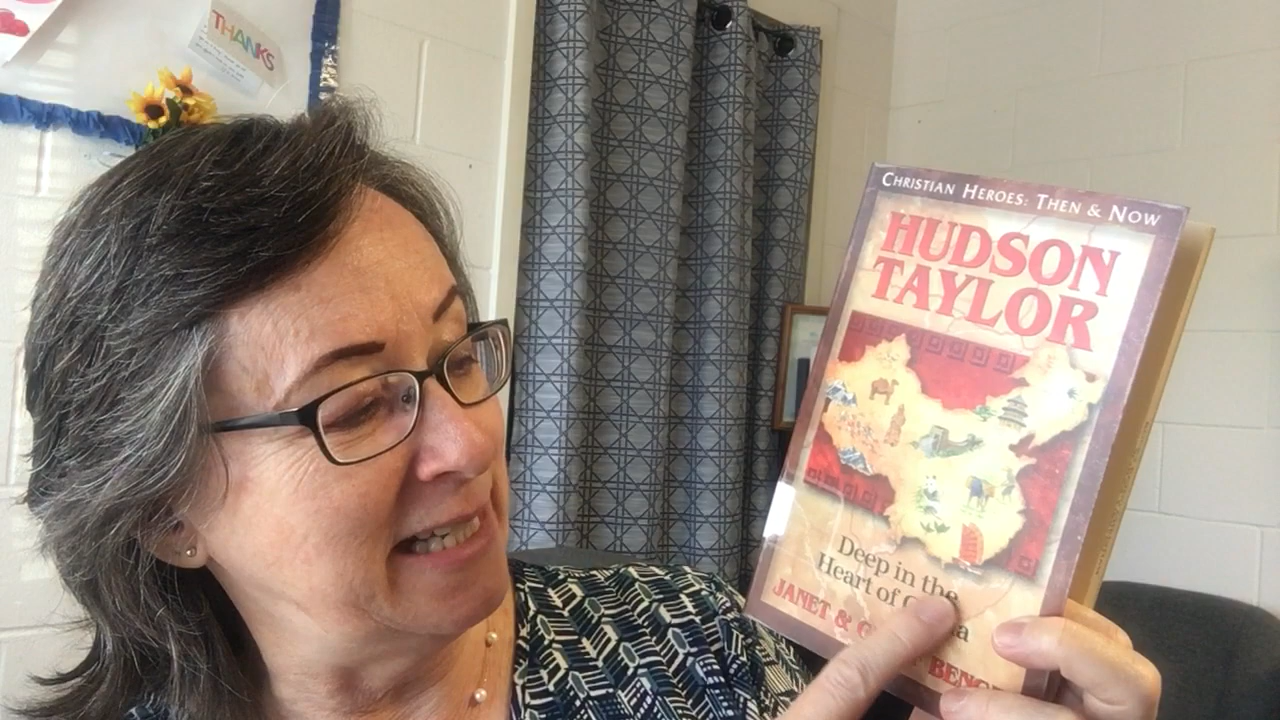 THANKS
CHRISTIAN HEROES: THEN & NOW
HUDSON
TAYLOR
Deep in the
Heart of
JANET &